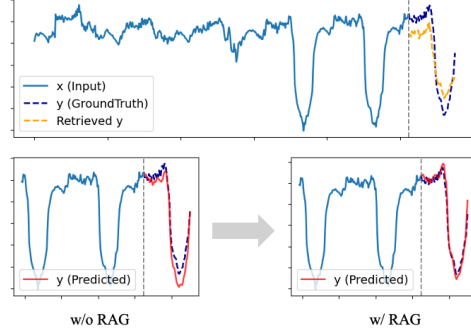 x (Input)
y (GroundTruth)
Retrieved y
y (Predicted)
y (Predicted)
w/o RAG
w/ RAG